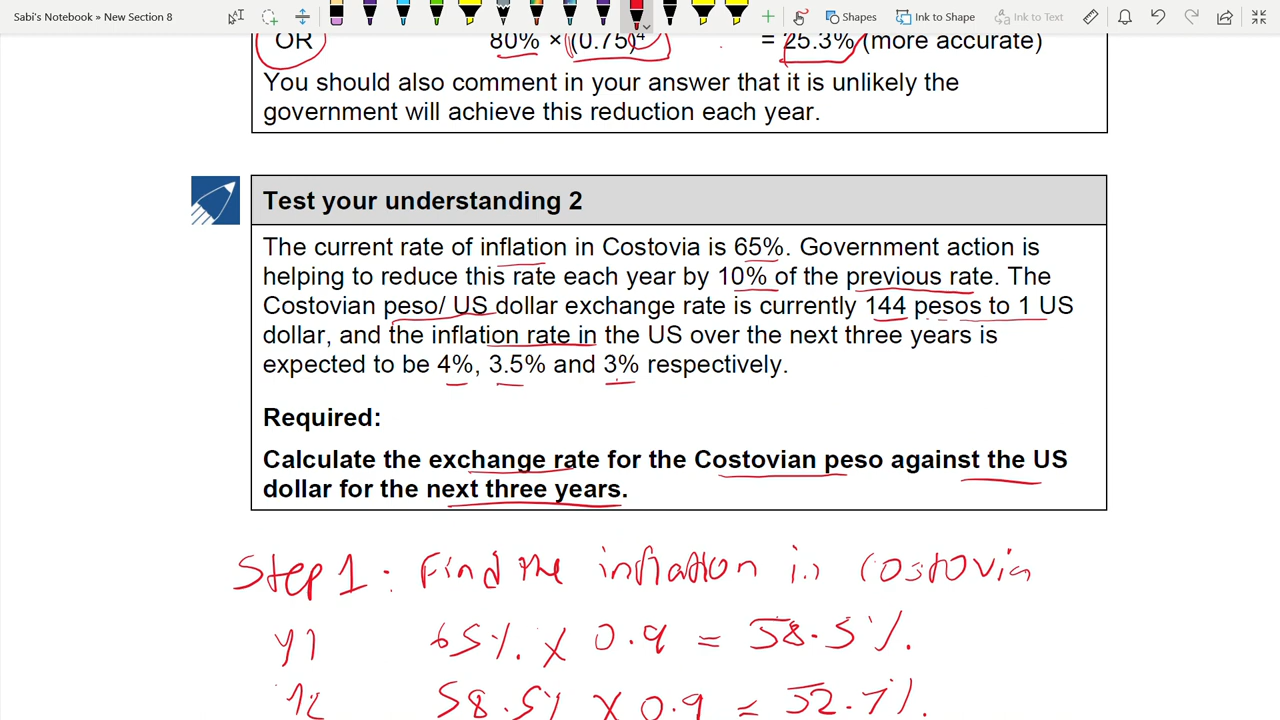 Sabi's Notebook » New Section 8
Shapes
Ink to Shape
Ink to Text
OR 80% × (0.75)⁴ = 25.3% (more accurate)
You should also comment in your answer that it is unlikely the
government will achieve this reduction each year.
Test your understanding 2
The current rate of inflation in Costovia is 65%. Government action is
helping to reduce this rate each year by 10% of the previous rate. The
Costovian peso/ US dollar exchange rate is currently 144 pesos to 1 US
dollar, and the inflation rate in the US over the next three years is
expected to be 4%, 3.5% and 3% respectively.
Required:
Calculate the exchange rate for the Costovian peso against the US
dollar for the next three years.
Step 1: Find the inflation in Costovia
Y1 65% × 0.9 = 58.5%.
Y2 58.5% × 0.9 = 52.7%.